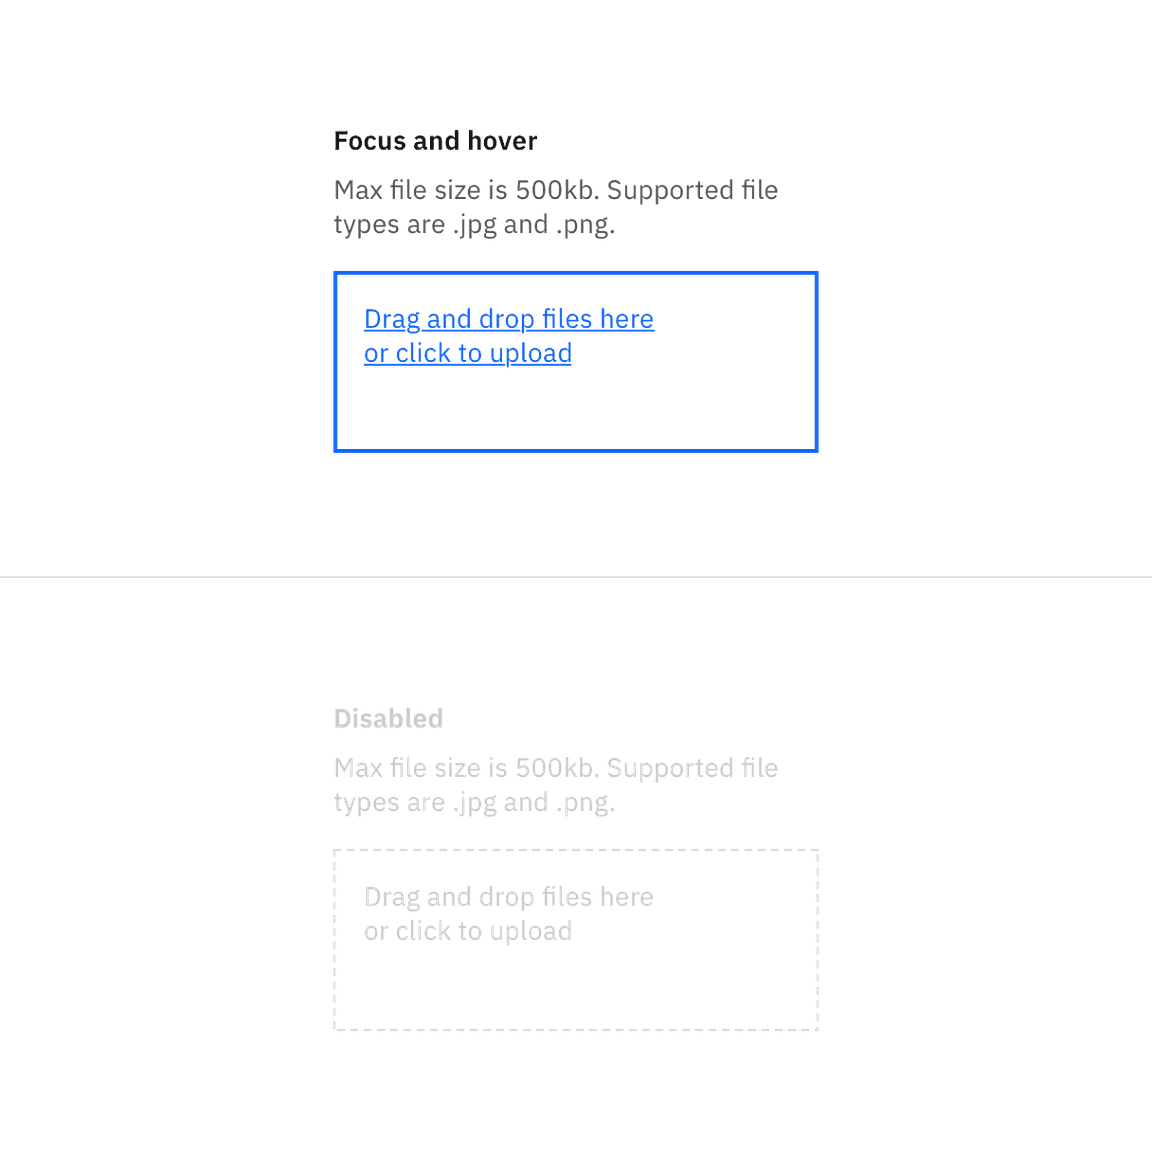 Focus and hover
Max file size is 500kb. Supported file
types are .jpg and .png.
Drag and drop files here
or click to upload
Disabled
Max file size is 500kb. Supported file
types are .jpg and .png.
Drag and drop files here
or click to upload